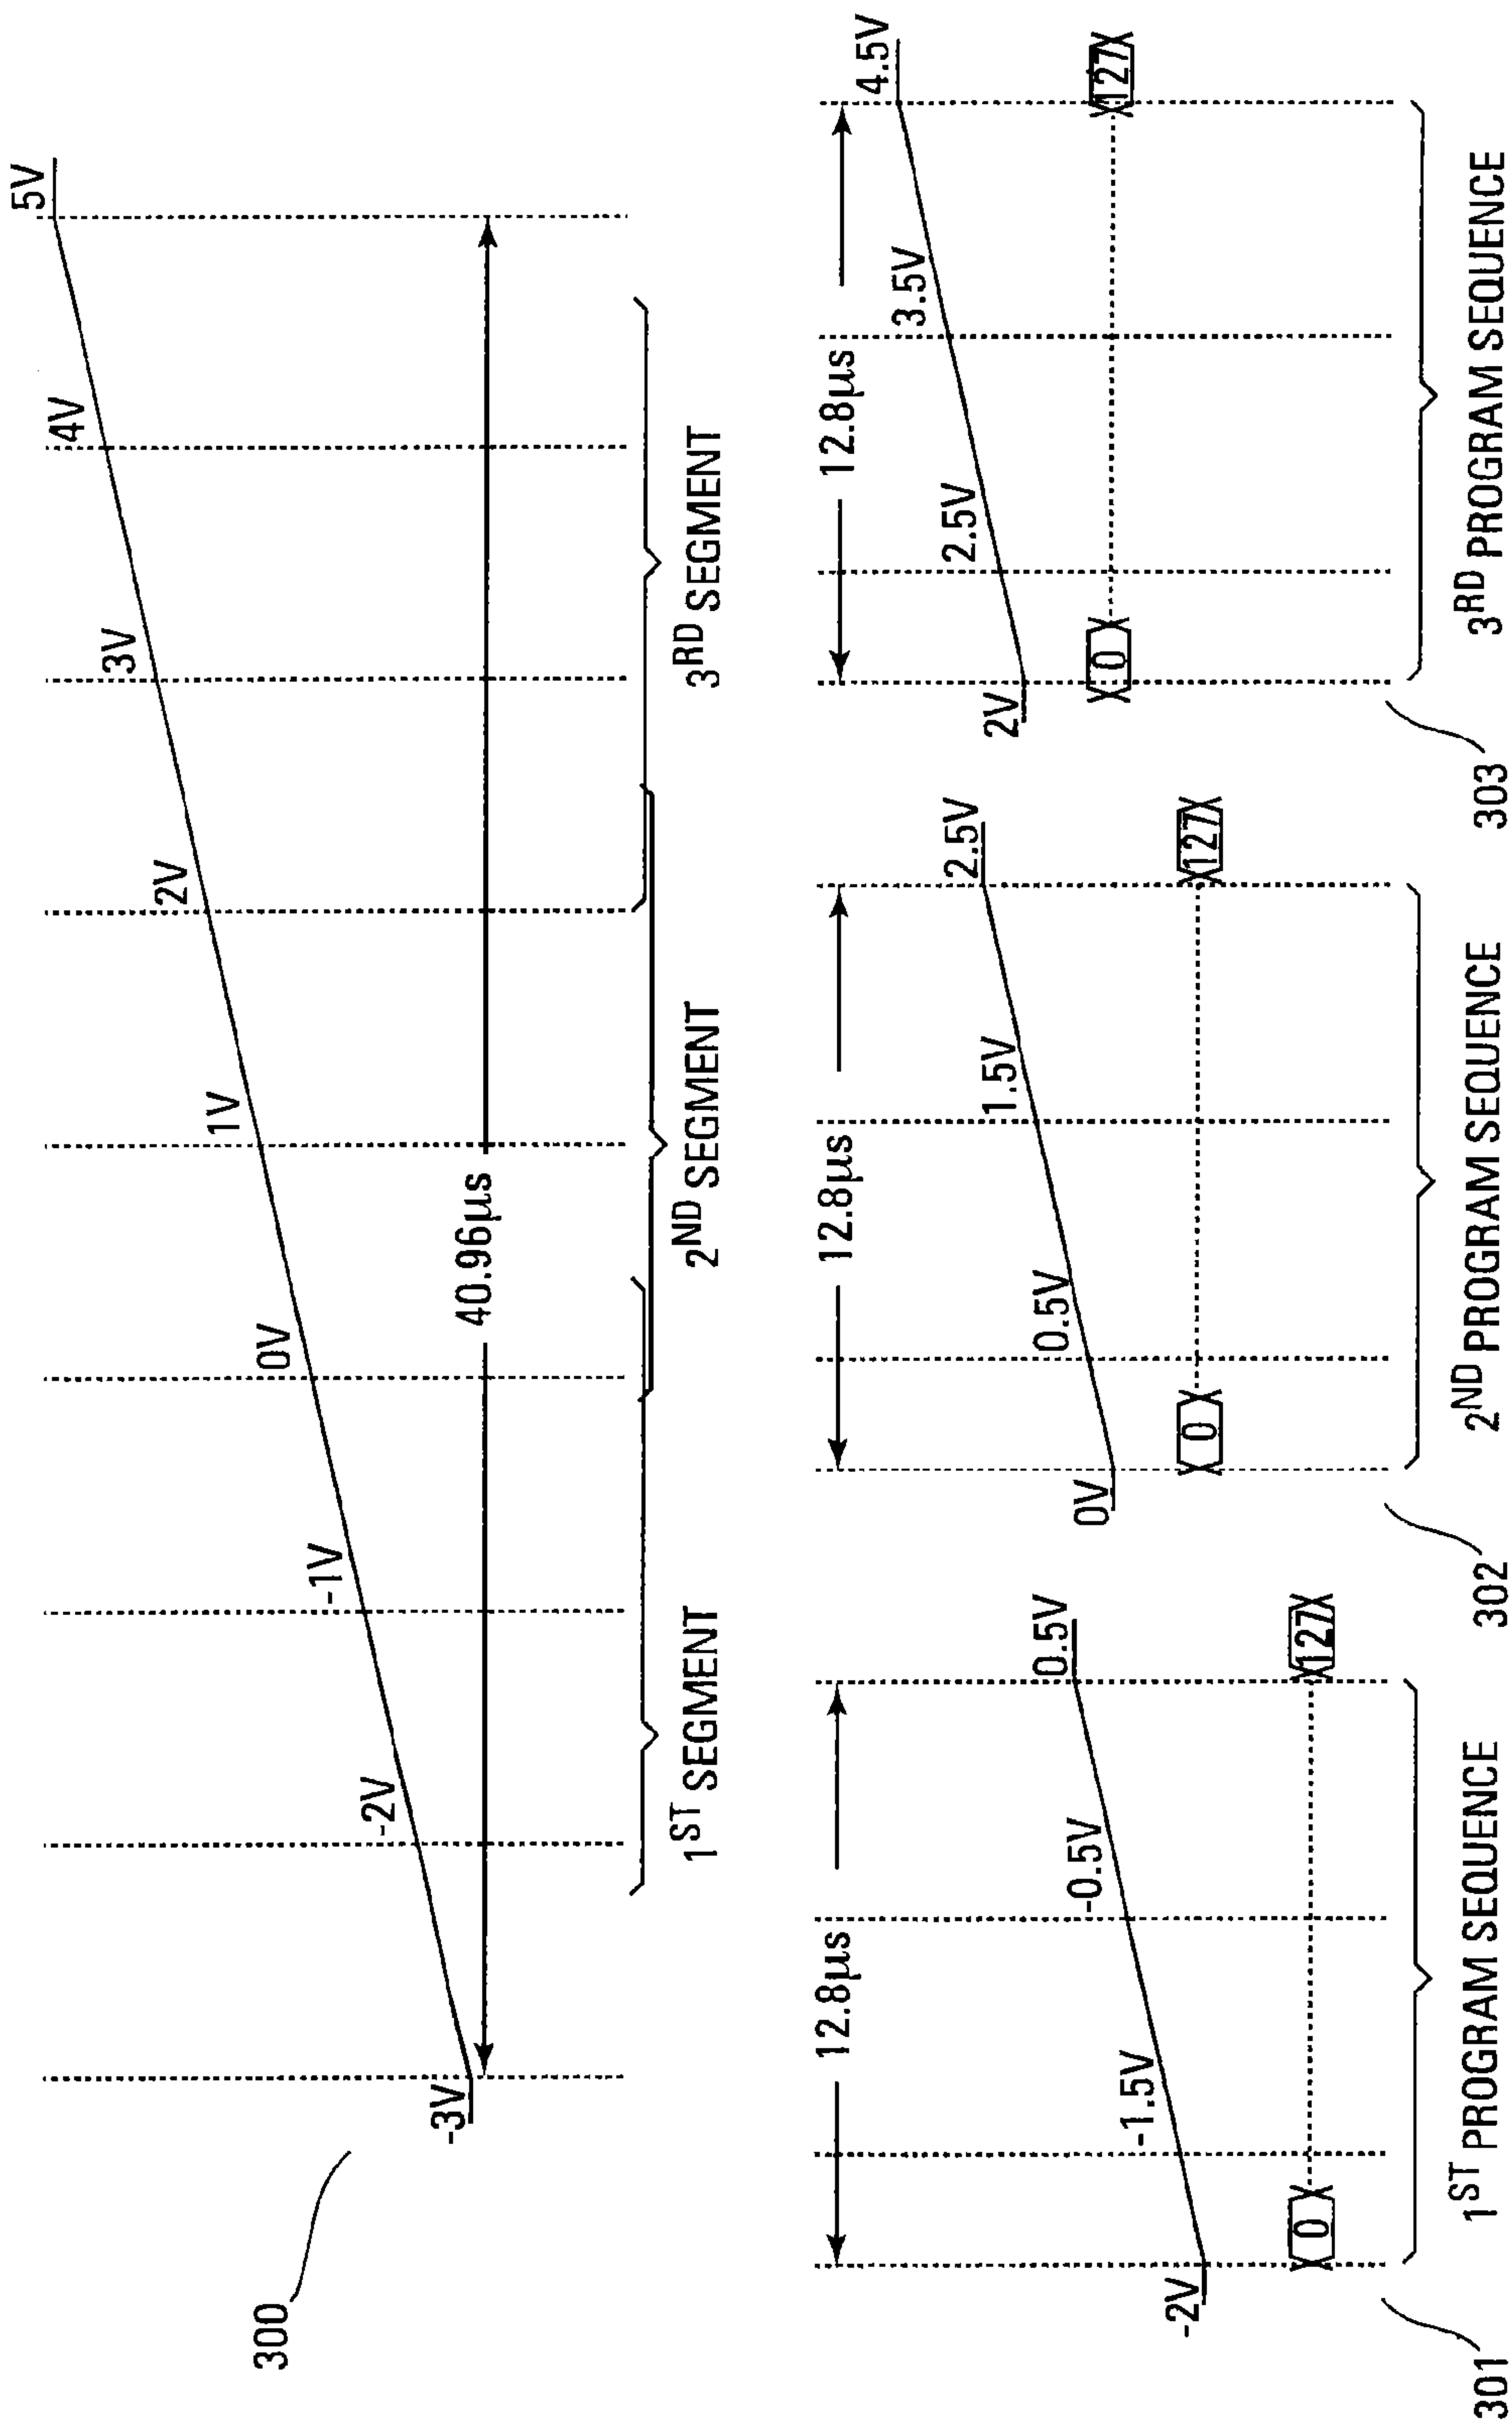 300
-3V
-2V
-1V
0V
1V
2V
3V
4V
5V
40.96μs
1ST SEGMENT
2ND SEGMENT
3RD SEGMENT
12.8μs
-2V
-1.5V
-0.5V
0.5V
0
127
1ST PROGRAM SEQUENCE
301
12.8μs
0V
0.5V
1.5V
2.5V
0
127
2ND PROGRAM SEQUENCE
302
12.8μs
2V
2.5V
3.5V
4.5V
0
127
3RD PROGRAM SEQUENCE
303